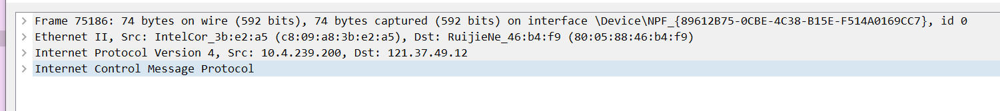 Frame 75186: 74 bytes on wire (592 bits), 74 bytes captured (592 bits) on interface \Device\NPF_{89612B75-0CBE-4C38-B15E-F514A0169CC7}, id 0
Ethernet II, Src: IntelCor_3b:e2:a5 (c8:09:a8:3b:e2:a5), Dst: RuijieNe_46:b4:f9 (80:05:88:46:b4:f9)
Internet Protocol Version 4, Src: 10.4.239.200, Dst: 121.37.49.12
Internet Control Message Protocol